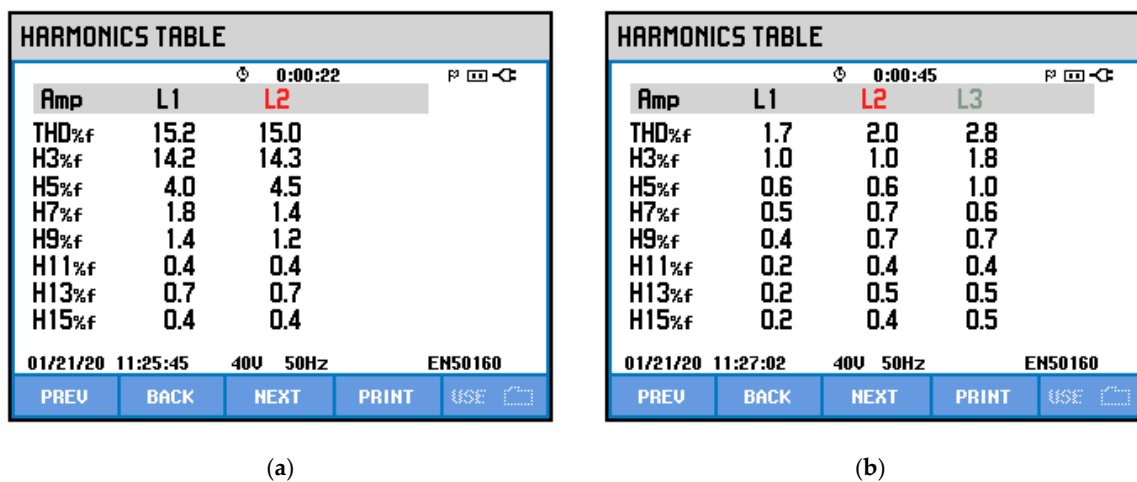 HARMONICS TABLE
0:00:22
Amp L1 L2
THD%f 15.2 15.0
H3%f 14.2 14.3
H5%f 4.0 4.5
H7%f 1.8 1.4
H9%f 1.4 1.2
H11%f 0.4 0.4
H13%f 0.7 0.7
H15%f 0.4 0.4
01/21/20 11:25:45 40V 50Hz EN50160
PREV BACK NEXT PRINT USE
(a)
HARMONICS TABLE
0:00:45
Amp L1 L2 L3
THD%f 1.7 2.0 2.8
H3%f 1.0 1.0 1.8
H5%f 0.6 0.6 1.0
H7%f 0.5 0.7 0.6
H9%f 0.4 0.7 0.7
H11%f 0.2 0.4 0.4
H13%f 0.2 0.5 0.5
H15%f 0.2 0.4 0.5
01/21/20 11:27:02 40V 50Hz EN50160
PREV BACK NEXT PRINT USE
(b)